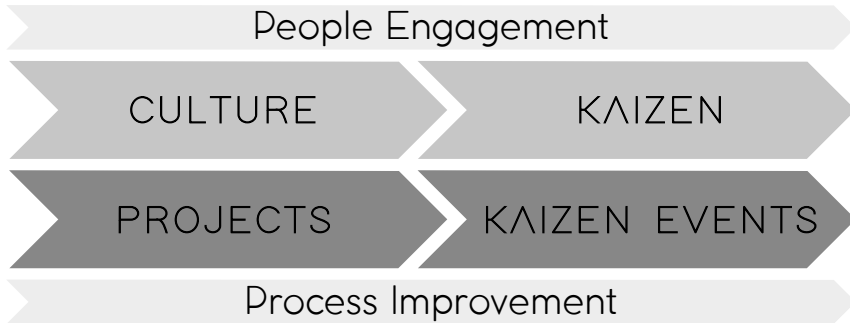 People Engagement
CULTURE KAIZEN
PROJECTS KAIZEN EVENTS
Process Improvement